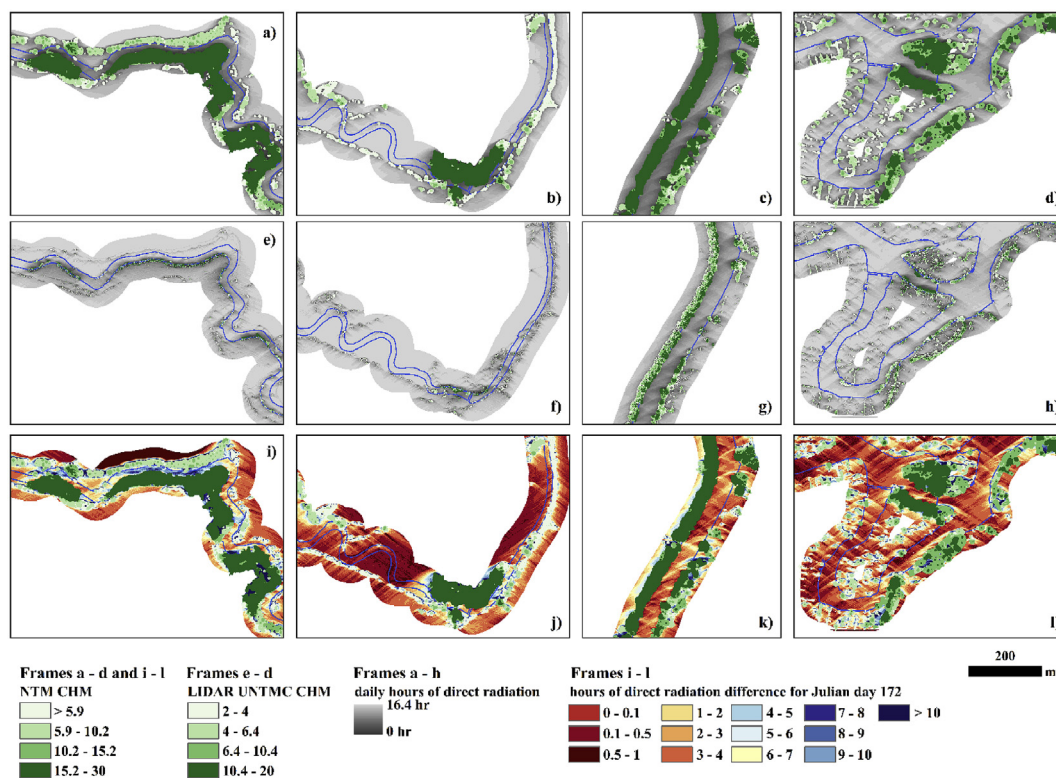 a)
b)
c)
d)
e)
f)
g)
h)
i)
j)
k)
l)
Frames a - d and i - l
NTM CHM
> 5.9
5.9 - 10.2
10.2 - 15.2
15.2 - 30
Frames e - d
LIDAR UNTMC CHM
2 - 4
4 - 6.4
6.4 - 10.4
10.4 - 20
Frames a - h
daily hours of direct radiation
16.4 hr
0 hr
Frames i - l
hours of direct radiation difference for Julian day 172
0 - 0.1
1 - 2
4 - 5
7 - 8
> 10
0.1 - 0.5
2 - 3
5 - 6
8 - 9
0.5 - 1
3 - 4
6 - 7
9 - 10
200
m